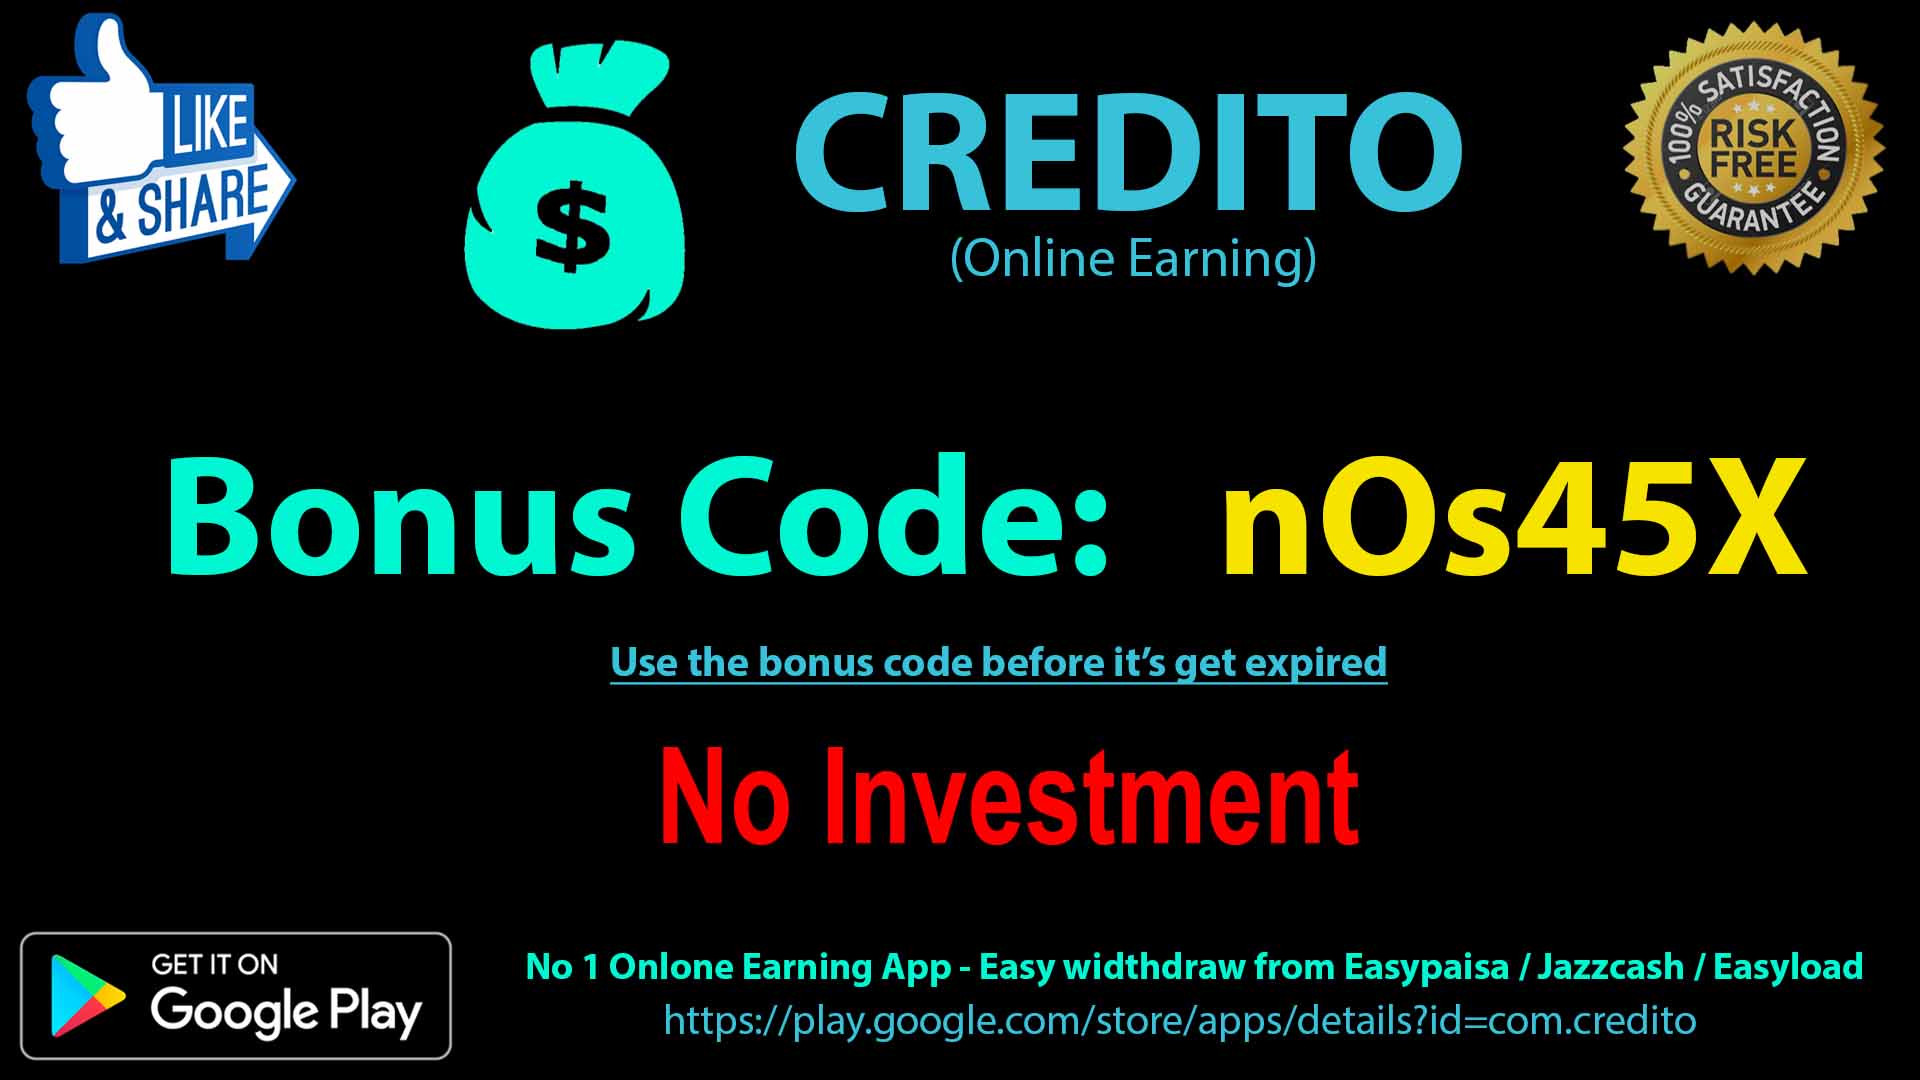 LIKE
& SHARE
CREDITO
(Online Earning)
100% SATISFACTION
RISK
FREE
GUARANTEE
Bonus Code: nOs45X
Use the bonus code before it’s get expired
No Investment
GET IT ON
Google Play
No 1 Onlone Earning App - Easy widthdraw from Easypaisa / Jazzcash / Easyload
https://play.google.com/store/apps/details?id=com.credito